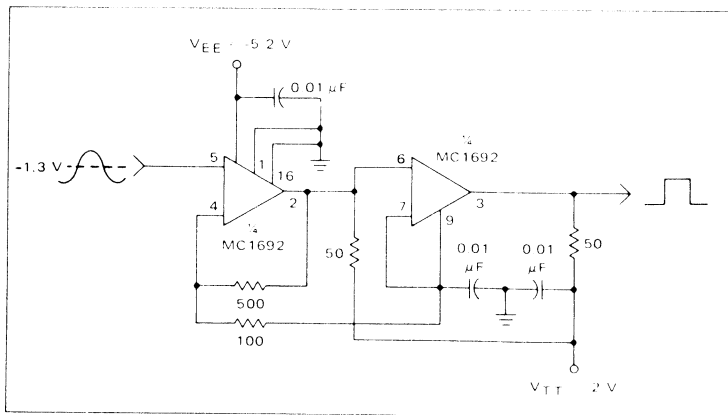 VEE - -5.2 V
0.01 μF
-1.3 V
5
1
16
4
2
¼
MC1692
500
100
50
6
7
¼
MC1692
9
3
0.01
μF
0.01
μF
50
VTT 2 V